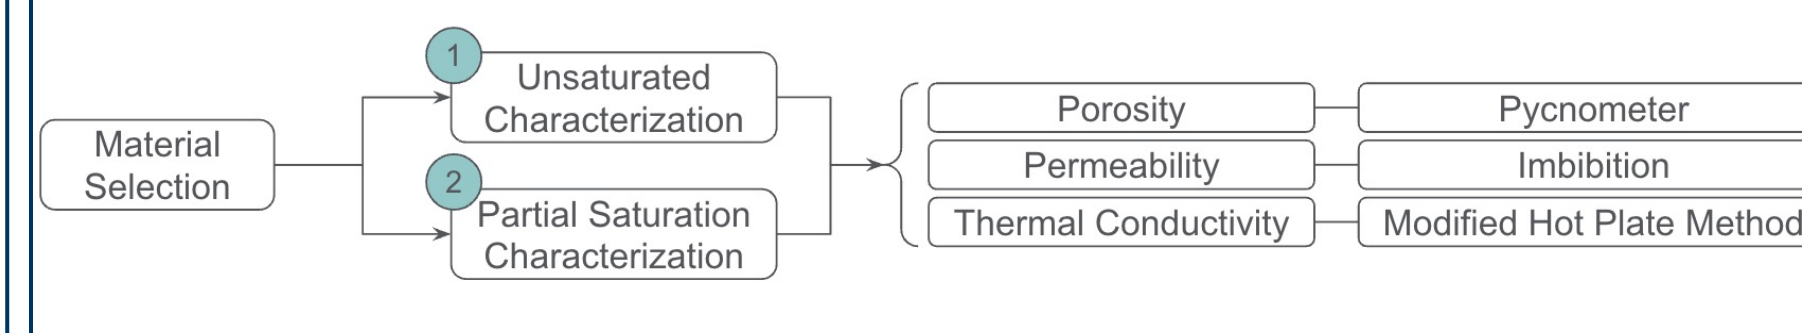 Material
Selection
1
Unsaturated
Characterization
2
Partial Saturation
Characterization
Porosity
Pycnometer
Permeability
Imbibition
Thermal Conductivity
Modified Hot Plate Method